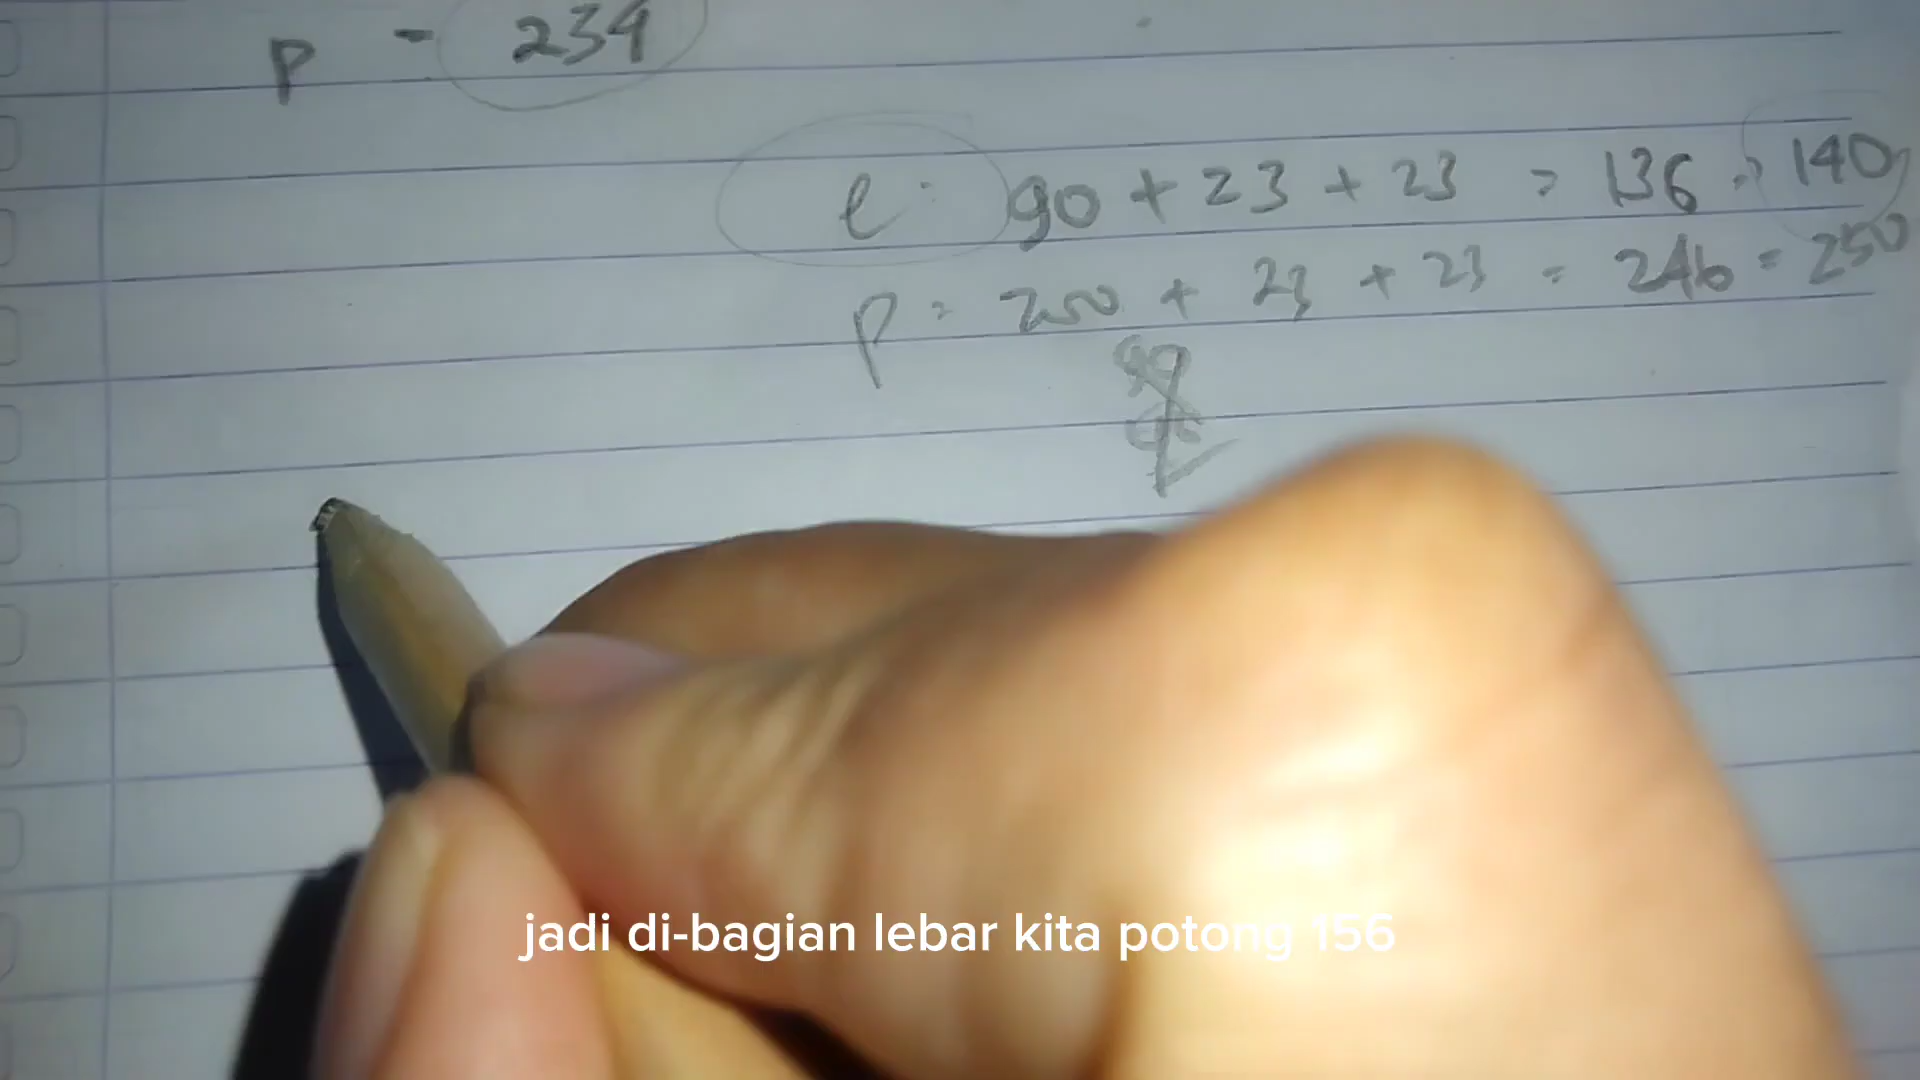 P = 234
l: 90 + 23 + 23 = 136 = 140
P = 200 + 23 + 23 = 246 = 250
jadi di-bagian lebar kita potong 156